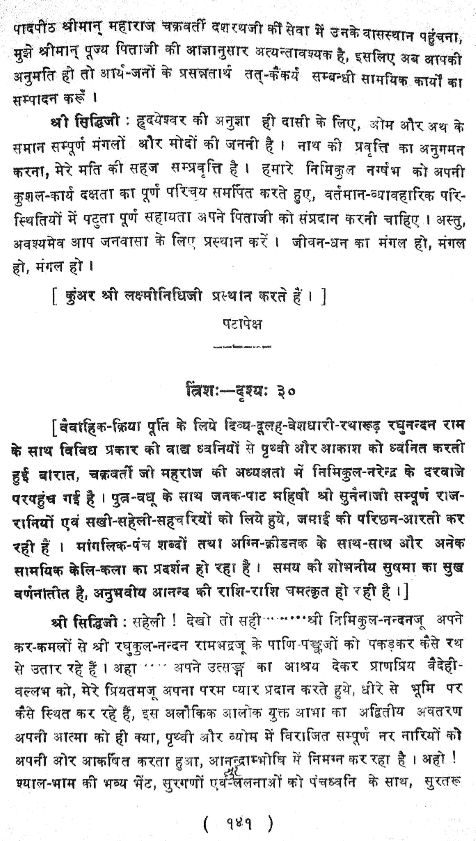 पादपीठ श्रीमान् महाराज चक्रवर्ती दशरथजी की सेवा में उनके वासस्थान पहुंचना,
मुझे श्रीमान् पूज्य पिताजी की आज्ञानुसार अत्यन्तावश्यक है, इसलिए अब आपकी
अनुमति हो तो आर्य-जनों के प्रसन्नतार्थ तत्-कैंकर्य सम्बन्धी सामयिक कार्यों का
सम्पादन करूँ ।
श्री सिद्धिजी : हृदयेश्वर की अनुज्ञा ही दासी के लिए, ओम और अथ के
समान सम्पूर्ण मंगलों और मोदों की जननी है । नाथ की प्रवृत्ति का अनुगमन
करना, मेरे मति की सहज सम्प्रवृत्ति है । हमारे निमिकुल नर्षभ को अपनी
कुशल-कार्य दक्षता का पूर्ण परिचय समर्पित करते हुए, वर्तमान-व्यावहारिक परि-
स्थितियों में पटुता पूर्ण सहायता अपने पिताजी को संप्रदान करनी चाहिए । अस्तु,
अवश्यमेव आप जनवासा के लिए प्रस्थान करें । जीवन-धन का मंगल हो, मंगल
हो, मंगल हो ।
[ कुंअर श्री लक्ष्मीनिधिजी प्रस्थान करते हैं । ]
पटापेक्ष
त्रिंशः—दृश्यः ३०
[वैवाहिक-क्रिया पूर्ति के लिये दिव्य-दूलह-वेशधारी-रथारूढ़ रघुनन्दन राम
के साथ विविध प्रकार की वाद्य ध्वनियों से पृथ्वी और आकाश को ध्वनित करती
हुई बारात, चक्रवर्ती जी महराज की अध्यक्षता में निमिकुल-नरेन्द्र के दरवाजे
परपहुंच गई है । पुत्र-वधू के साथ जनक-पाट महिषी श्री सुनैनाजी सम्पूर्ण राज-
रानियों एवं सखी-सहेली-सहचरियों को लिये हुये, जमाई की परिछन-आरती कर
रही हैं । मांगलिक-पंच शब्दों तथा अग्नि-क्रीडनक के साथ-साथ और अनेक
सामयिक केलि-कला का प्रदर्शन हो रहा है । समय की शोभनीय सुषमा का सुख
वर्णनातीत है, अनुभवीय आनन्द की राशि-राशि चमत्कृत हो रही है ।]
श्री सिद्धिजी : सहेली ! देखो तो सही........श्री निमिकुल-नन्दनजू अपने
कर-कमलों से श्री रघुकुल-नन्दन रामभद्रजू के पाणि-पङ्कजों को पकड़कर कैसे रथ
से उतार रहे हैं । अहा ..... अपने उत्सङ्ग का आश्रय देकर प्राणप्रिय वैदेही-
वल्लभ को, मेरे प्रियतमजू अपना परम प्यार प्रदान करते हुये, धीरे से भूमि पर
कैसे स्थित कर रहे हैं, इस अलौकिक आलोक युक्त आभा का अद्वितीय अवतरण
अपनी आत्मा को ही क्या, पृथ्वी और व्योम में विराजित सम्पूर्ण नर नारियों को
अपनी ओर आकर्षित करता हुआ, आनन्दाम्भोधि में निमग्न कर रहा है । अहो !
श्याल-भाम की भव्य भेंट, सुरगणों एवं ललनाओं को पंचध्वनि के साथ, सुरतरू
( १४१ )